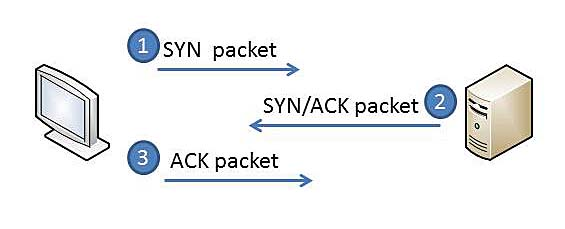 1 SYN packet
SYN/ACK packet 2
3 ACK packet